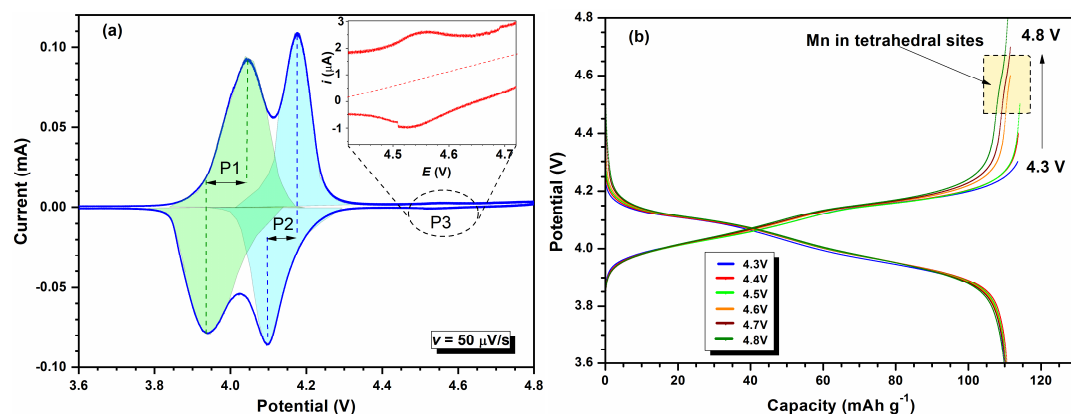 (a)
Current (mA)
0.10
0.05
0.00
-0.05
-0.10
3.6
3.8
4.0
4.2
4.4
4.6
4.8
Potential (V)
P1
P2
P3
v = 50 μV/s
i (μA)
3
2
1
0
-1
4.5
4.6
4.7
E (V)
(b)
Potential (V)
4.8
4.6
4.4
4.2
4.0
3.8
3.6
0
20
40
60
80
100
120
Capacity (mAh g⁻¹)
Mn in tetrahedral sites
4.8 V
4.3 V
4.3V
4.4V
4.5V
4.6V
4.7V
4.8V